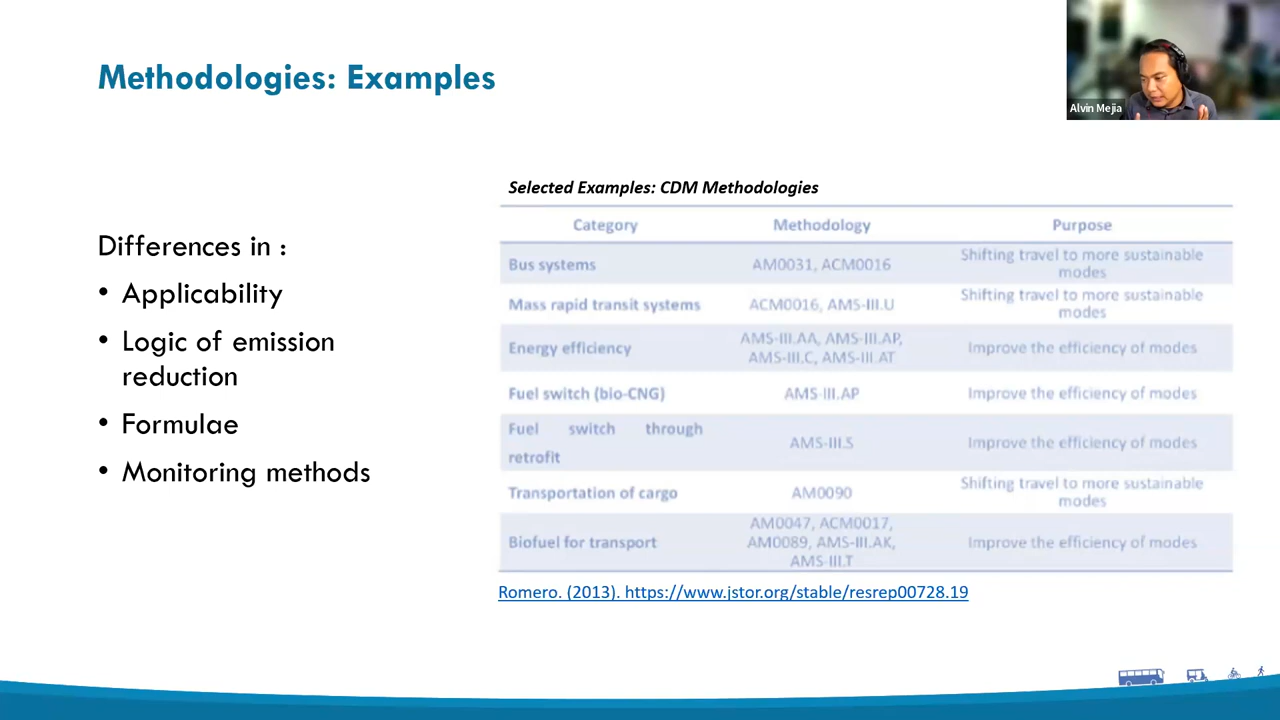 Methodologies: Examples
Alvin Mejia
Differences in :
• Applicability
• Logic of emission
reduction
• Formulae
• Monitoring methods
Selected Examples: CDM Methodologies
Category Methodology Purpose
Bus systems AM0031, ACM0016 Shifting travel to more sustainable
modes
Mass rapid transit systems ACM0016, AMS-III.U Shifting travel to more sustainable
modes
Energy efficiency AMS-III.AA, AMS-III.AP,
AMS-III.C, AMS-III.AT Improve the efficiency of modes
Fuel switch (bio-CNG) AMS-III.AP Improve the efficiency of modes
Fuel switch through
retrofit AMS-III.S Improve the efficiency of modes
Transportation of cargo AM0090 Shifting travel to more sustainable
modes
Biofuel for transport AM0047, ACM0017,
AM0089, AMS-III.AK,
AMS-III.T Improve the efficiency of modes
Romero. (2013). https://www.jstor.org/stable/resrep00728.19